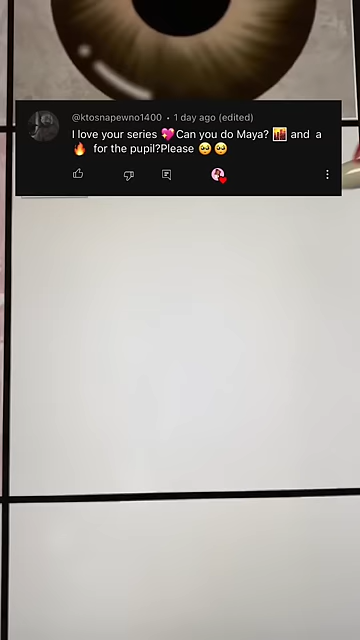 @ktosnapewno1400 • 1 day ago (edited)
I love your series 💖Can you do Maya? 🌇 and a
🔥 for the pupil?Please 🥺🥺